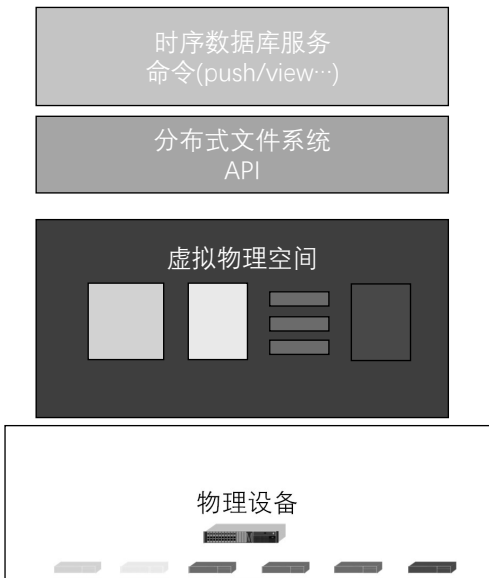 时序数据库服务
命令(push/view…)
分布式文件系统
API
虚拟物理空间
物理设备